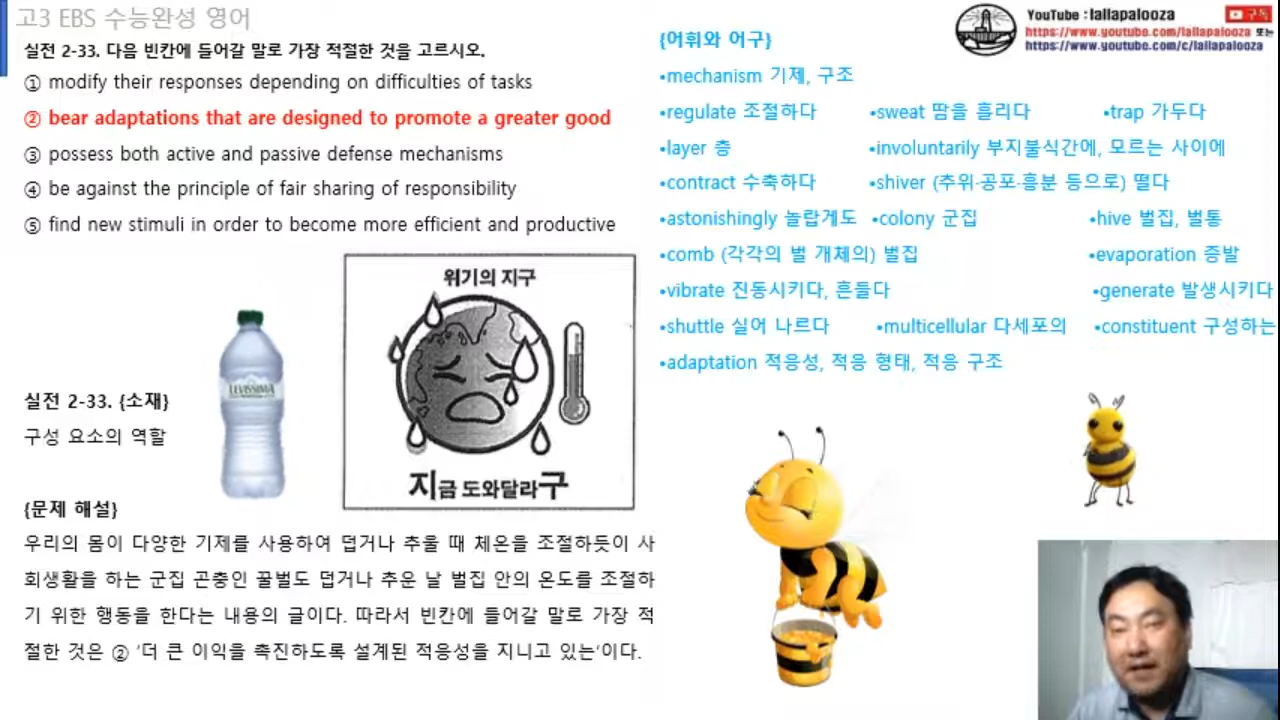 고3 EBS 수능완성 영어
실전 2-33. 다음 빈칸에 들어갈 말로 가장 적절한 것을 고르시오.
① modify their responses depending on difficulties of tasks
② bear adaptations that are designed to promote a greater good
③ possess both active and passive defense mechanisms
④ be against the principle of fair sharing of responsibility
⑤ find new stimuli in order to become more efficient and productive
위기의 지구
지금 도와달라구
LEVISSIMA
실전 2-33. {소재}
구성 요소의 역할
{문제 해설}
우리의 몸이 다양한 기제를 사용하여 덥거나 추울 때 체온을 조절하듯이 사
회생활을 하는 군집 곤충인 꿀벌도 덥거나 추운 날 벌집 안의 온도를 조절하
기 위한 행동을 한다는 내용의 글이다. 따라서 빈칸에 들어갈 말로 가장 적
절한 것은 ② ‘더 큰 이익을 촉진하도록 설계된 적응성을 지니고 있는’이다.
YouTube : lallapalooza
구독
https://www.youtube.com/lallapalooza 또는
https://www.youtube.com/c/lallapalooza
{어휘와 어구}
•mechanism 기제, 구조
•regulate 조절하다 •sweat 땀을 흘리다 •trap 가두다
•layer 층 •involuntarily 부지불식간에, 모르는 사이에
•contract 수축하다 •shiver (추위·공포·흥분 등으로) 떨다
•astonishingly 놀랍게도 •colony 군집 •hive 벌집, 벌통
•comb (각각의 벌 개체의) 벌집 •evaporation 증발
•vibrate 진동시키다, 흔들다 •generate 발생시키다
•shuttle 실어 나르다 •multicellular 다세포의 •constituent 구성하는
•adaptation 적응성, 적응 형태, 적응 구조